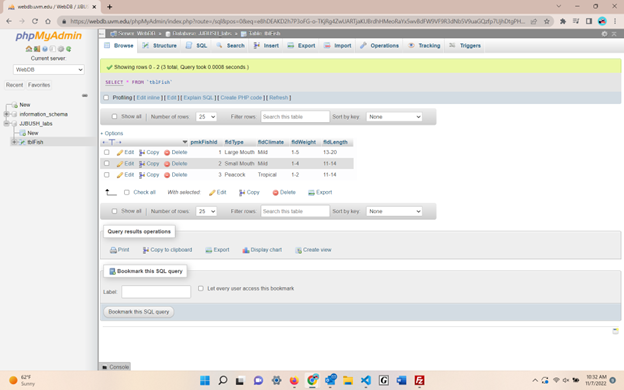 webdb.uvm.edu / WebDB / JJBUSH
https://webdb.uvm.edu/phpMyAdmin/index.php?route=/sql&pos=0&
phpMyAdmin
Current server:
WebDB
Recent Favorites
New
information_schema
JJBUSH_labs
New
tblFish
Server: WebDB » Database: JJBUSH_labs » Table: tblFish
Browse Structure SQL Search Insert Export Import Operations Tracking Triggers
Showing rows 0 - 2 (3 total, Query took 0.0008 seconds.)
SELECT * FROM `tblFish`
Profiling [ Edit inline ] [ Edit ] [ Explain SQL ] [ Create PHP code ] [ Refresh ]
Show all Number of rows: 25 Filter rows: Search this table Sort by key: None
+ Options
pmkFishId fldType fldClimate fldWeight fldLength
Edit Copy Delete 1 Large Mouth Mild 1-5 13-20
Edit Copy Delete 2 Small Mouth Mild 1-4 11-14
Edit Copy Delete 3 Peacock Tropical 1-2 11-14
Check all With selected: Edit Copy Delete Export
Show all Number of rows: 25 Filter rows: Search this table Sort by key: None
Query results operations
Print Copy to clipboard Export Display chart Create view
Bookmark this SQL query
Label: Let every user access this bookmark
Bookmark this SQL query
Console
62°F
Sunny
10:32 AM
11/7/2022